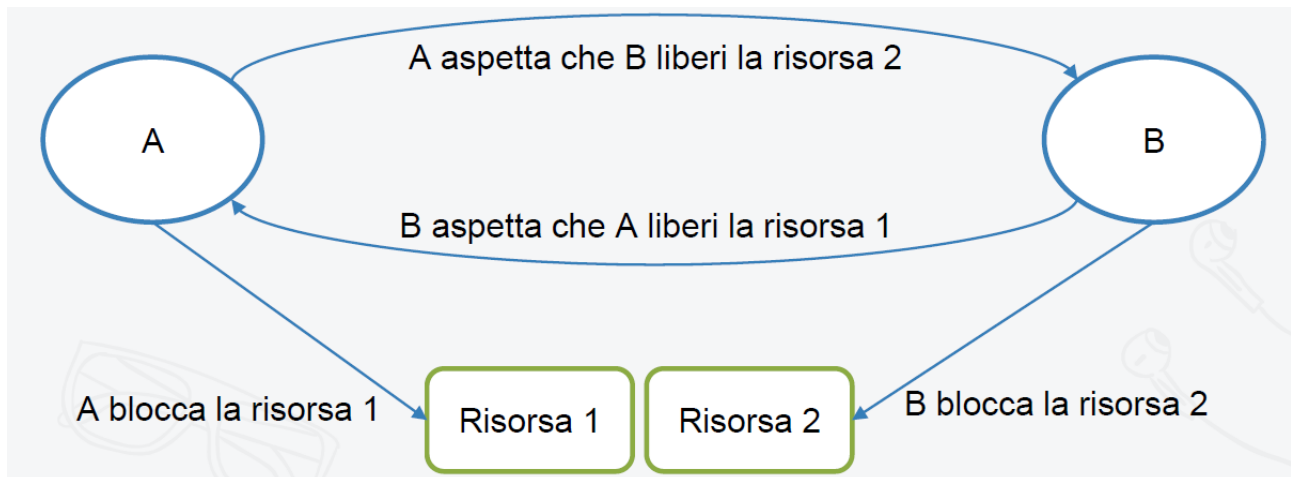 A aspetta che B liberi la risorsa 2
A
B
B aspetta che A liberi la risorsa 1
A blocca la risorsa 1
Risorsa 1
Risorsa 2
B blocca la risorsa 2